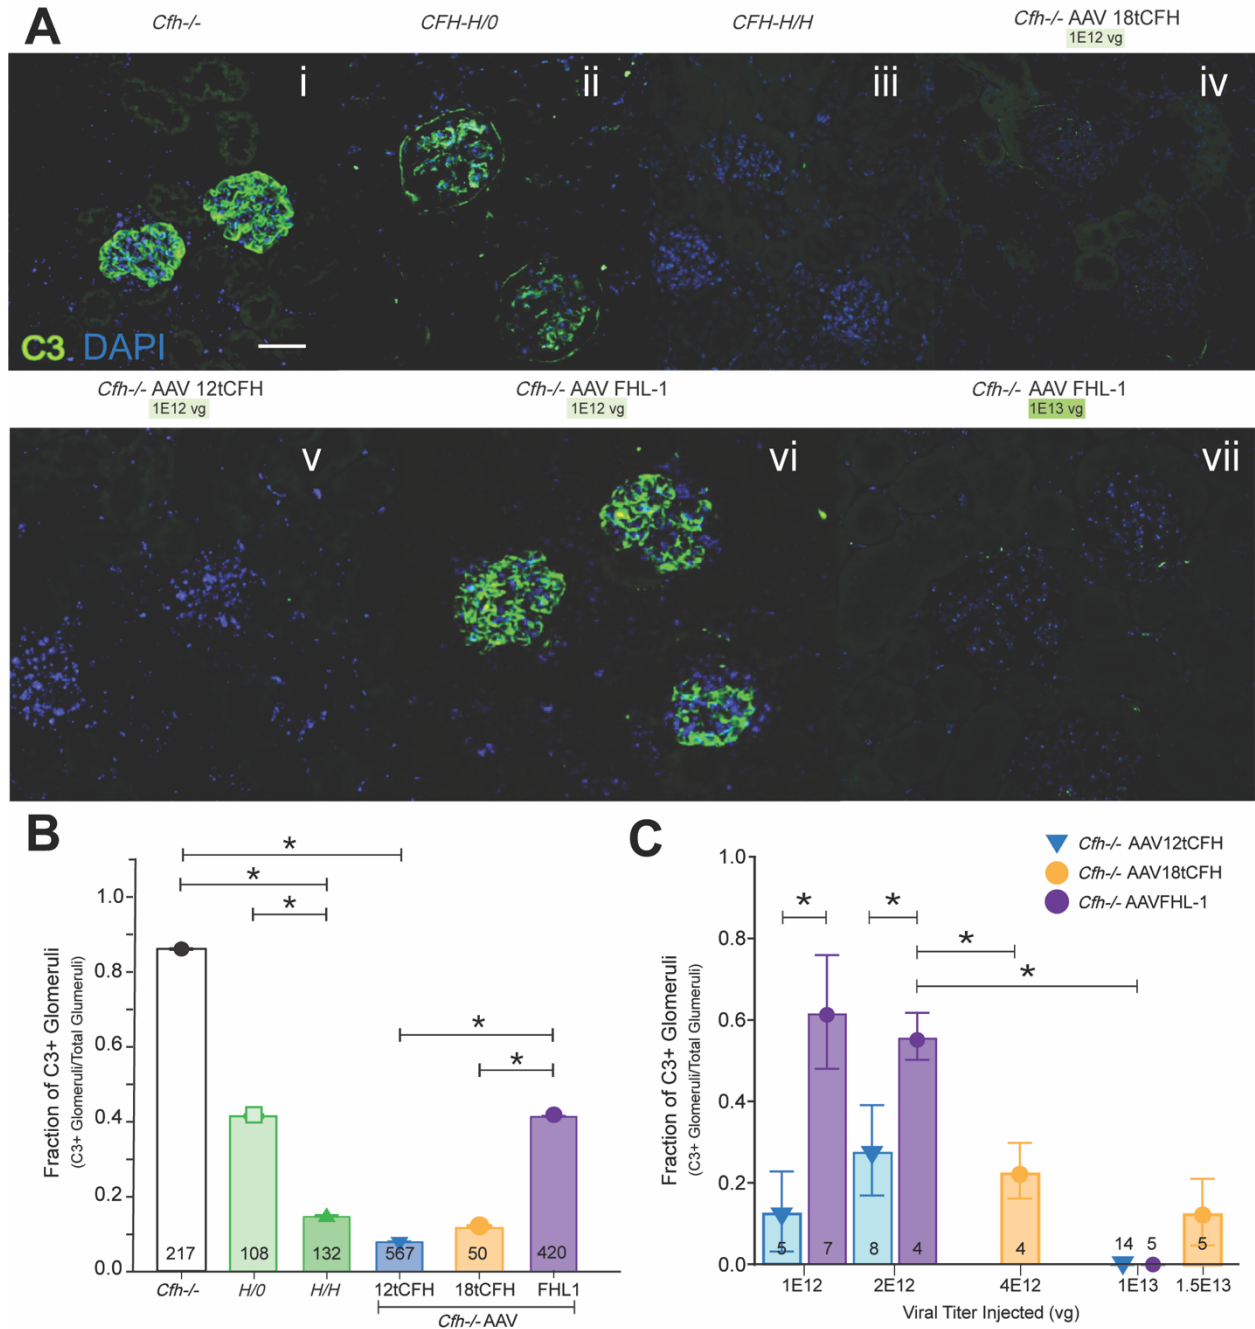 A
Cfh-/-
CFH-H/0
CFH-H/H
Cfh-/- AAV 18tCFH
1E12 vg
i
ii
iii
iv
C3 DAPI
Cfh-/- AAV 12tCFH
1E12 vg
Cfh-/- AAV FHL-1
1E12 vg
Cfh-/- AAV FHL-1
1E13 vg
v
vi
vii
B
Fraction of C3+ Glomeruli
(C3+ Glomeruli/Total Glumeruli)
1.0
0.8
0.6
0.4
0.2
0.0
*
*
*
*
*
217
108
132
567
50
420
Cfh-/-
H/0
H/H
12tCFH
18tCFH
FHL1
Cfh-/- AAV
C
Cfh-/- AAV12tCFH
Cfh-/- AAV18tCFH
Cfh-/- AAVFHL-1
Fraction of C3+ Glomeruli
(C3+ Glomeruli/Total Glumeruli)
1.0
0.8
0.6
0.4
0.2
0.0
*
*
*
*
5
7
8
4
4
14
5
5
1E12
2E12
4E12
1E13
1.5E13
Viral Titer Injected (vg)